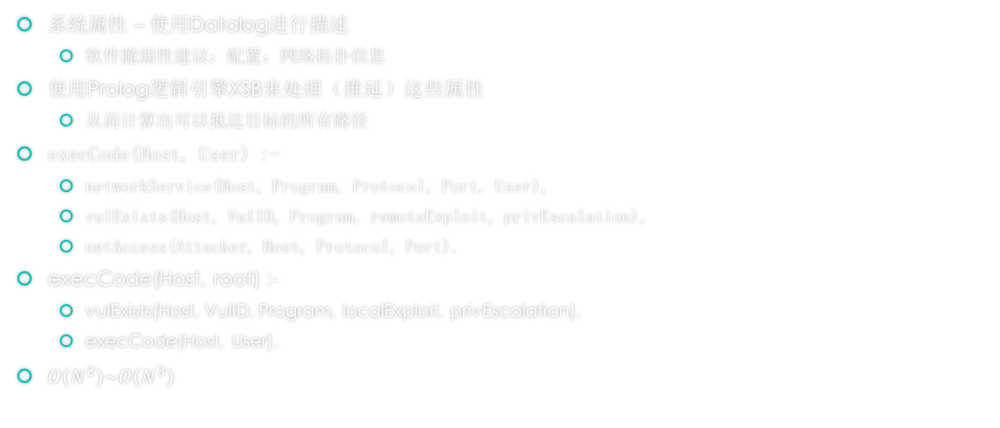 系统属性 – 使用Datalog进行描述
软件脆弱性建议；配置；网络拓扑信息
使用Prolog逻辑引擎XSB来处理（推延）这些属性
从而计算出可以抵达目标的所有路径
execCode(Host, User) :-
networkService(Host, Program, Protocol, Port, User),
vulExists(Host, VulID, Program, remoteExploit, privEscalation),
netAccess(Attacker, Host, Protocol, Port).
execCode(Host, root) :-
vulExists(Host, VulID, Program, localExploit, privEscalation),
execCode(Host, User).
O(N²)~O(N³)